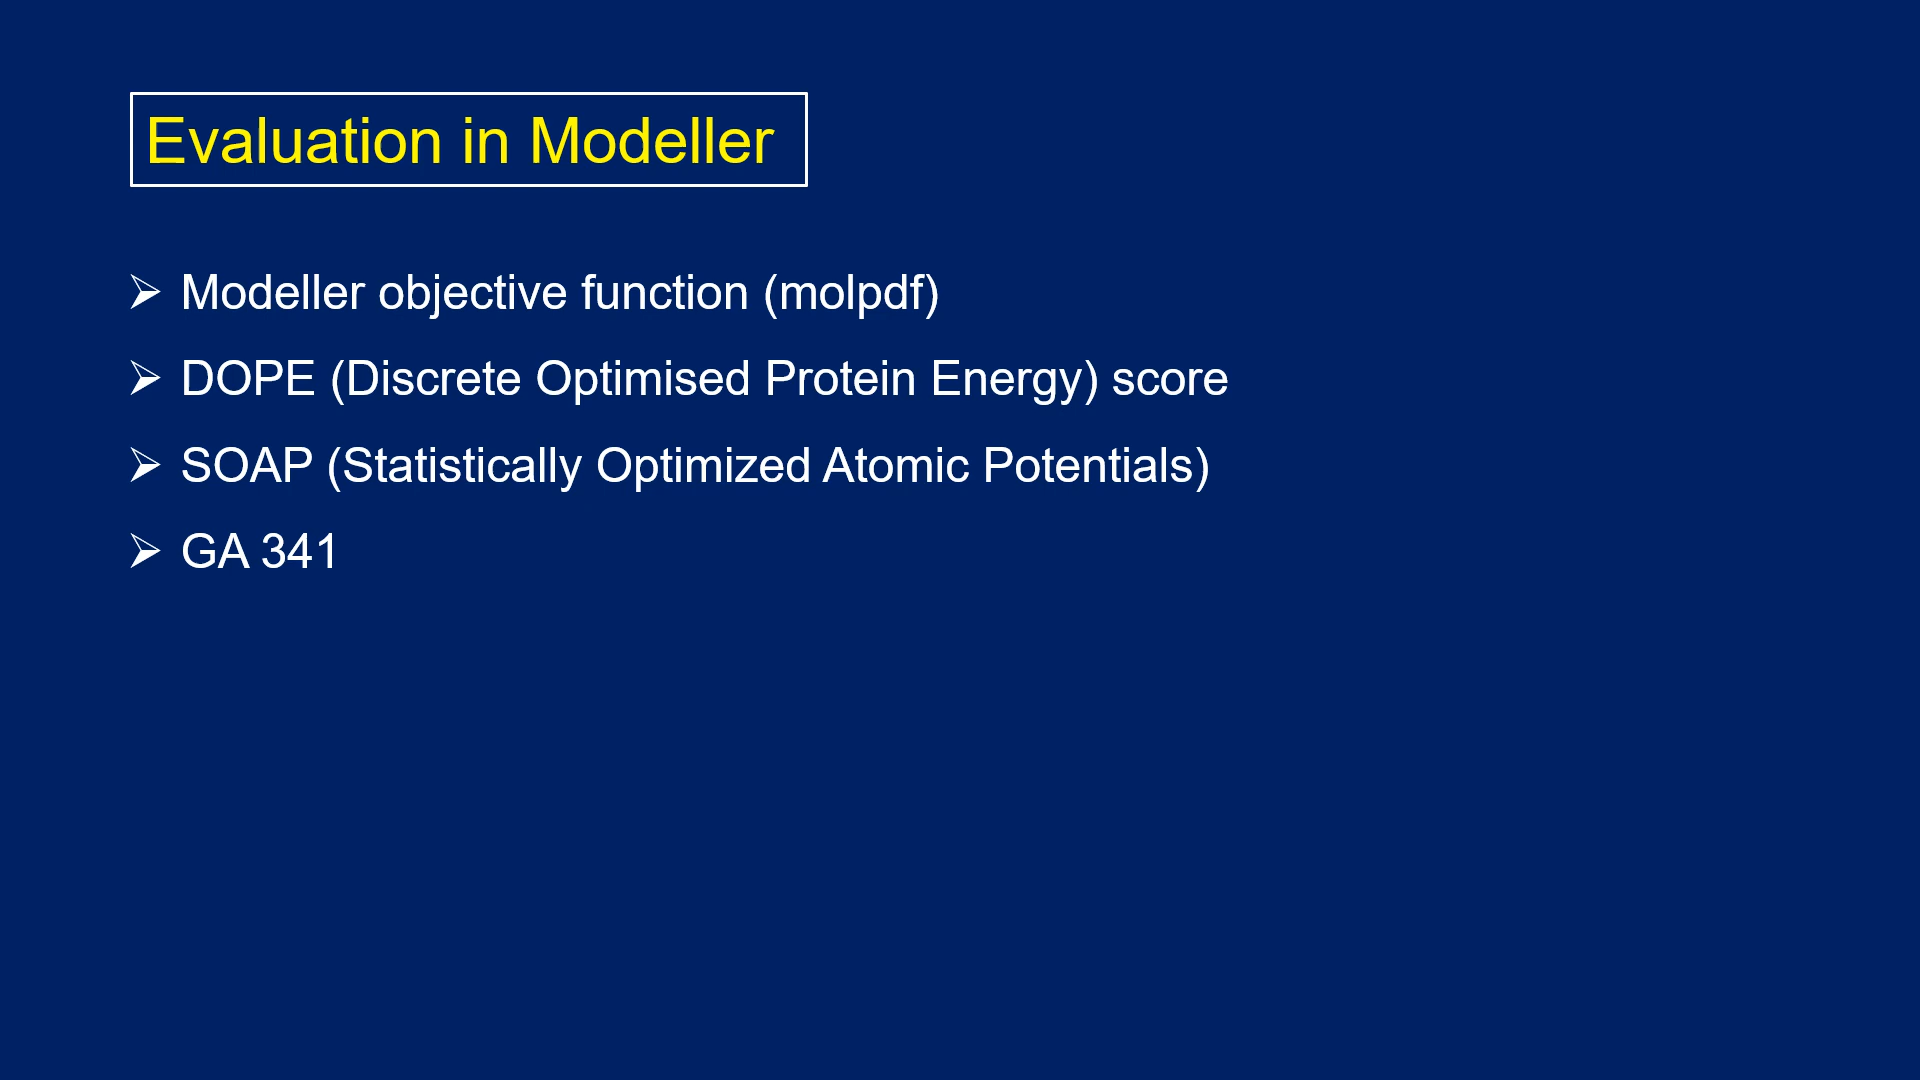 Evaluation in Modeller
➢ Modeller objective function (molpdf)
➢ DOPE (Discrete Optimised Protein Energy) score
➢ SOAP (Statistically Optimized Atomic Potentials)
➢ GA 341